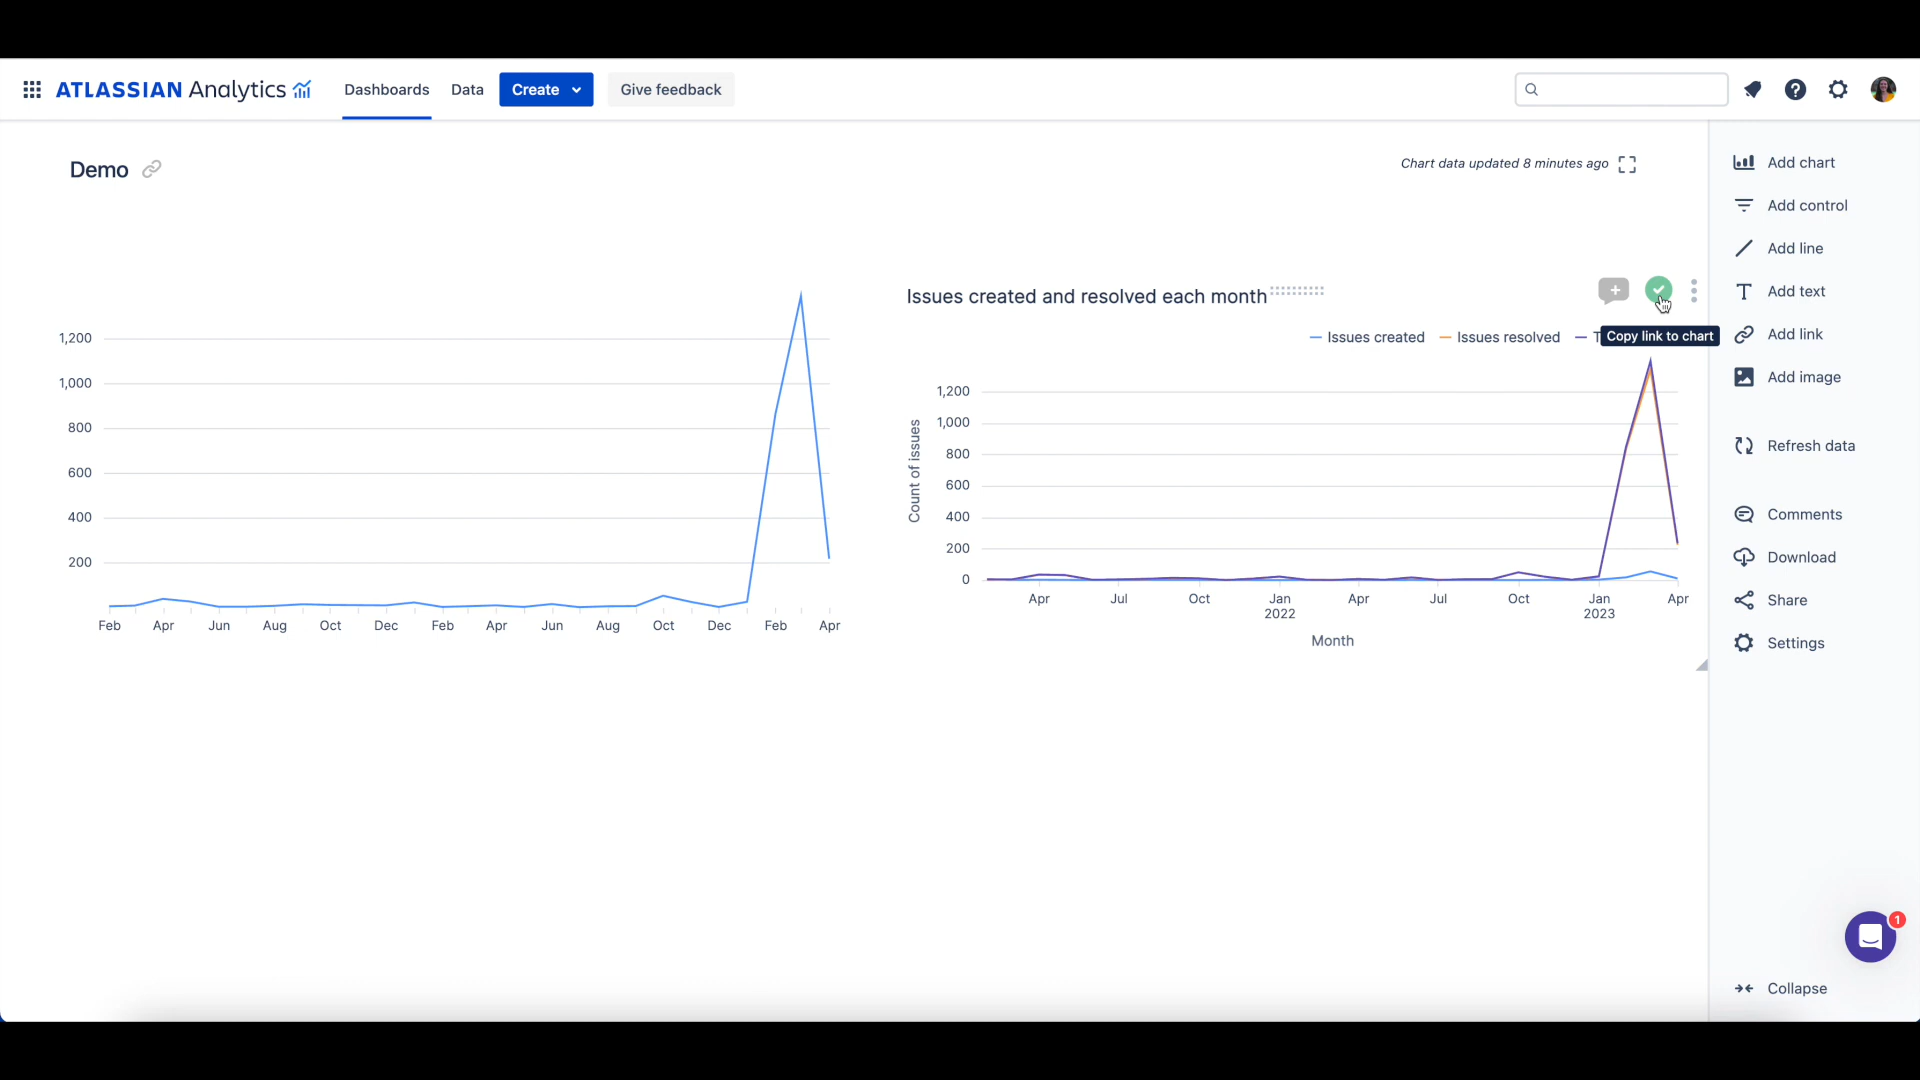 ATLASSIAN Analytics Dashboards Data Create Give feedback
Demo
Chart data updated 8 minutes ago
1,200
1,000
800
600
400
200
Feb Apr Jun Aug Oct Dec Feb Apr Jun Aug Oct Dec Feb Apr
Issues created and resolved each month
Issues created Issues resolved
Copy link to chart
Count of issues
1,200
1,000
800
600
400
200
0
Apr Jul Oct Jan Apr Jul Oct Jan Apr
2022 2023
Month
Add chart
Add control
Add line
Add text
Add link
Add image
Refresh data
Comments
Download
Share
Settings
1
Collapse